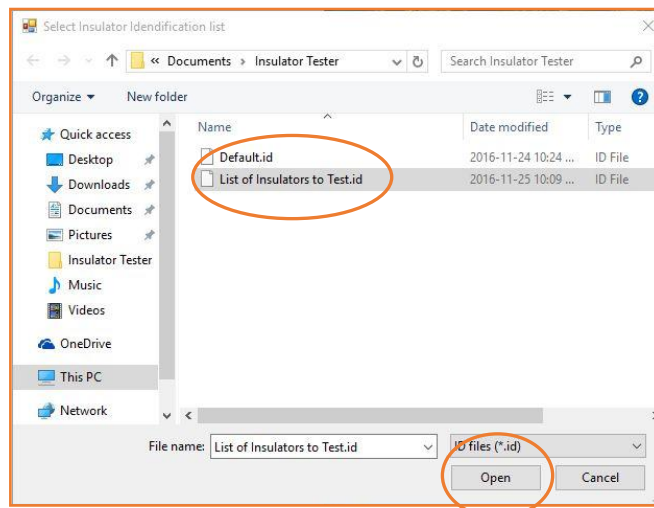 Select Insulator Idendification list
« Documents › Insulator Tester
Search Insulator Tester
Organize
New folder
Name
Date modified
Type
Quick access
Desktop
Downloads
Documents
Pictures
Insulator Tester
Music
Videos
OneDrive
This PC
Network
Default.id
2016-11-24 10:24 ...
ID File
List of Insulators to Test.id
2016-11-25 10:09 ...
ID File
File name:
List of Insulators to Test.id
ID files (*.id)
Open
Cancel